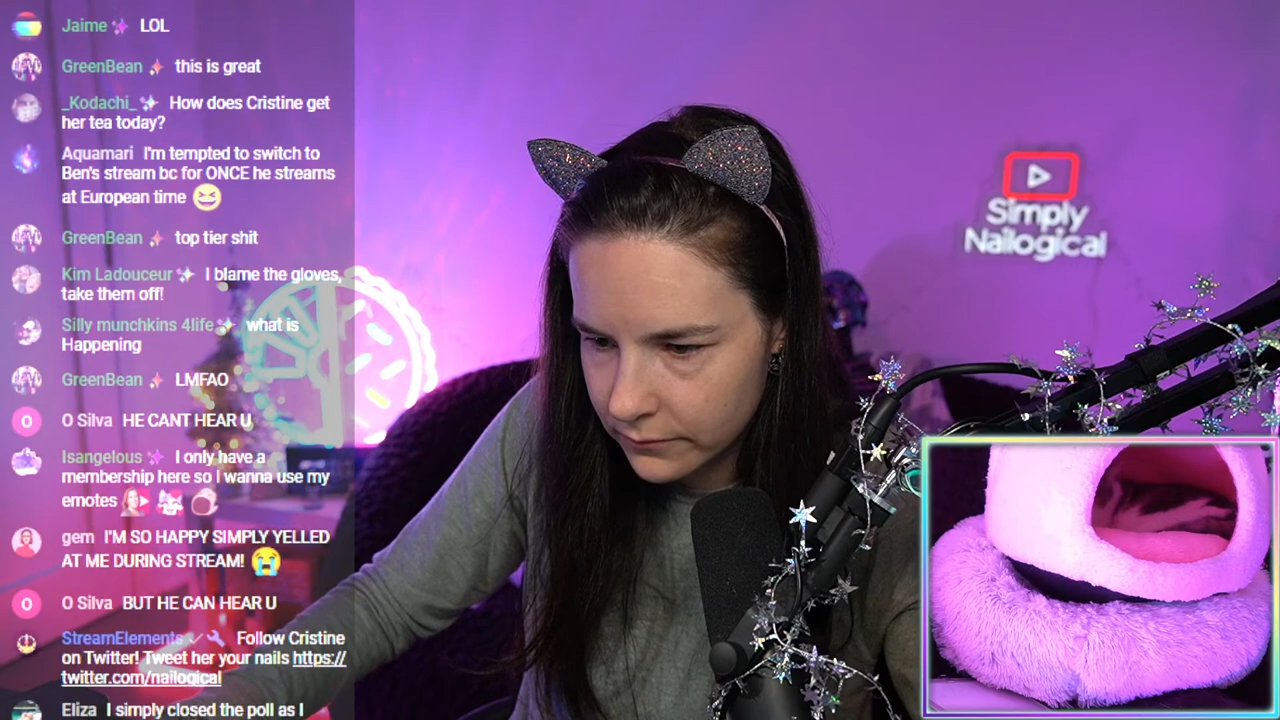 Jaime LOL
GreenBean this is great
_Kodachi_ How does Cristine get
her tea today?
Aquamari I'm tempted to switch to
Ben's stream bc for ONCE he streams
at European time
GreenBean top tier shit
Kim Ladouceur I blame the gloves,
take them off!
Silly munchkins 4life what is
Happening
GreenBean LMFAO
O O Silva HE CANT HEAR U
Isangelous I only have a
membership here so I wanna use my
emotes
gem I'M SO HAPPY SIMPLY YELLED
AT ME DURING STREAM!
O O Silva BUT HE CAN HEAR U
StreamElements Follow Cristine
on Twitter! Tweet her your nails https://
twitter.com/nailogical
Eliza I simply closed the poll as I
Simply
Nailogical